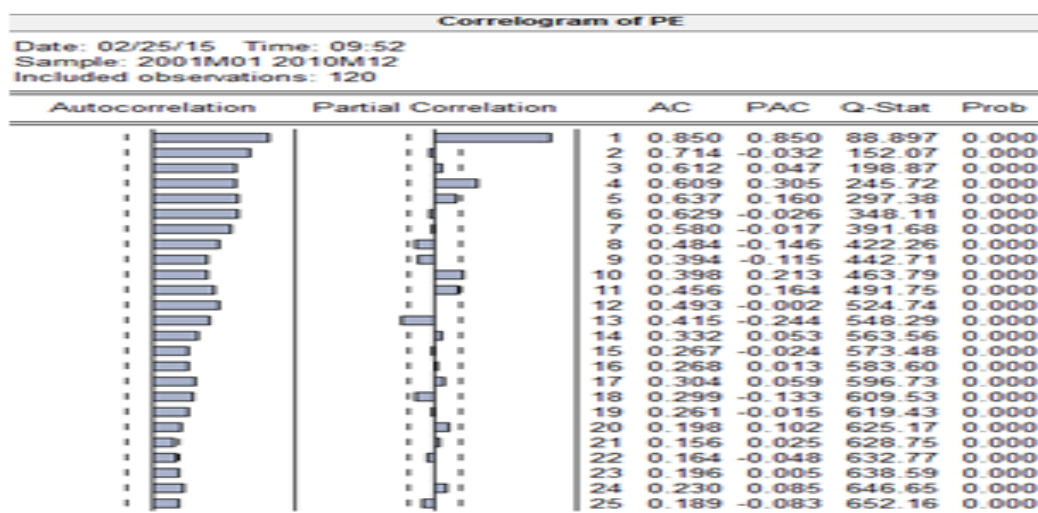 Correlogram of PE
Date: 02/25/15 Time: 09:52
Sample: 2001M01 2010M12
Included observations: 120
Autocorrelation Partial Correlation AC PAC Q-Stat Prob
1 0.850 0.850 88.897 0.000
2 0.714 -0.032 152.07 0.000
3 0.612 0.047 198.87 0.000
4 0.609 0.305 245.72 0.000
5 0.637 0.160 297.38 0.000
6 0.629 -0.026 348.11 0.000
7 0.580 -0.017 391.68 0.000
8 0.484 -0.146 422.26 0.000
9 0.394 -0.115 442.71 0.000
10 0.398 0.213 463.79 0.000
11 0.456 0.164 491.75 0.000
12 0.493 -0.002 524.74 0.000
13 0.415 -0.244 548.29 0.000
14 0.332 0.053 563.56 0.000
15 0.267 -0.024 573.48 0.000
16 0.268 0.013 583.60 0.000
17 0.304 0.059 596.73 0.000
18 0.299 -0.133 609.53 0.000
19 0.261 -0.015 619.43 0.000
20 0.198 0.102 625.17 0.000
21 0.156 0.025 628.75 0.000
22 0.164 -0.048 632.77 0.000
23 0.196 0.005 638.59 0.000
24 0.230 0.085 646.65 0.000
25 0.189 -0.083 652.16 0.000